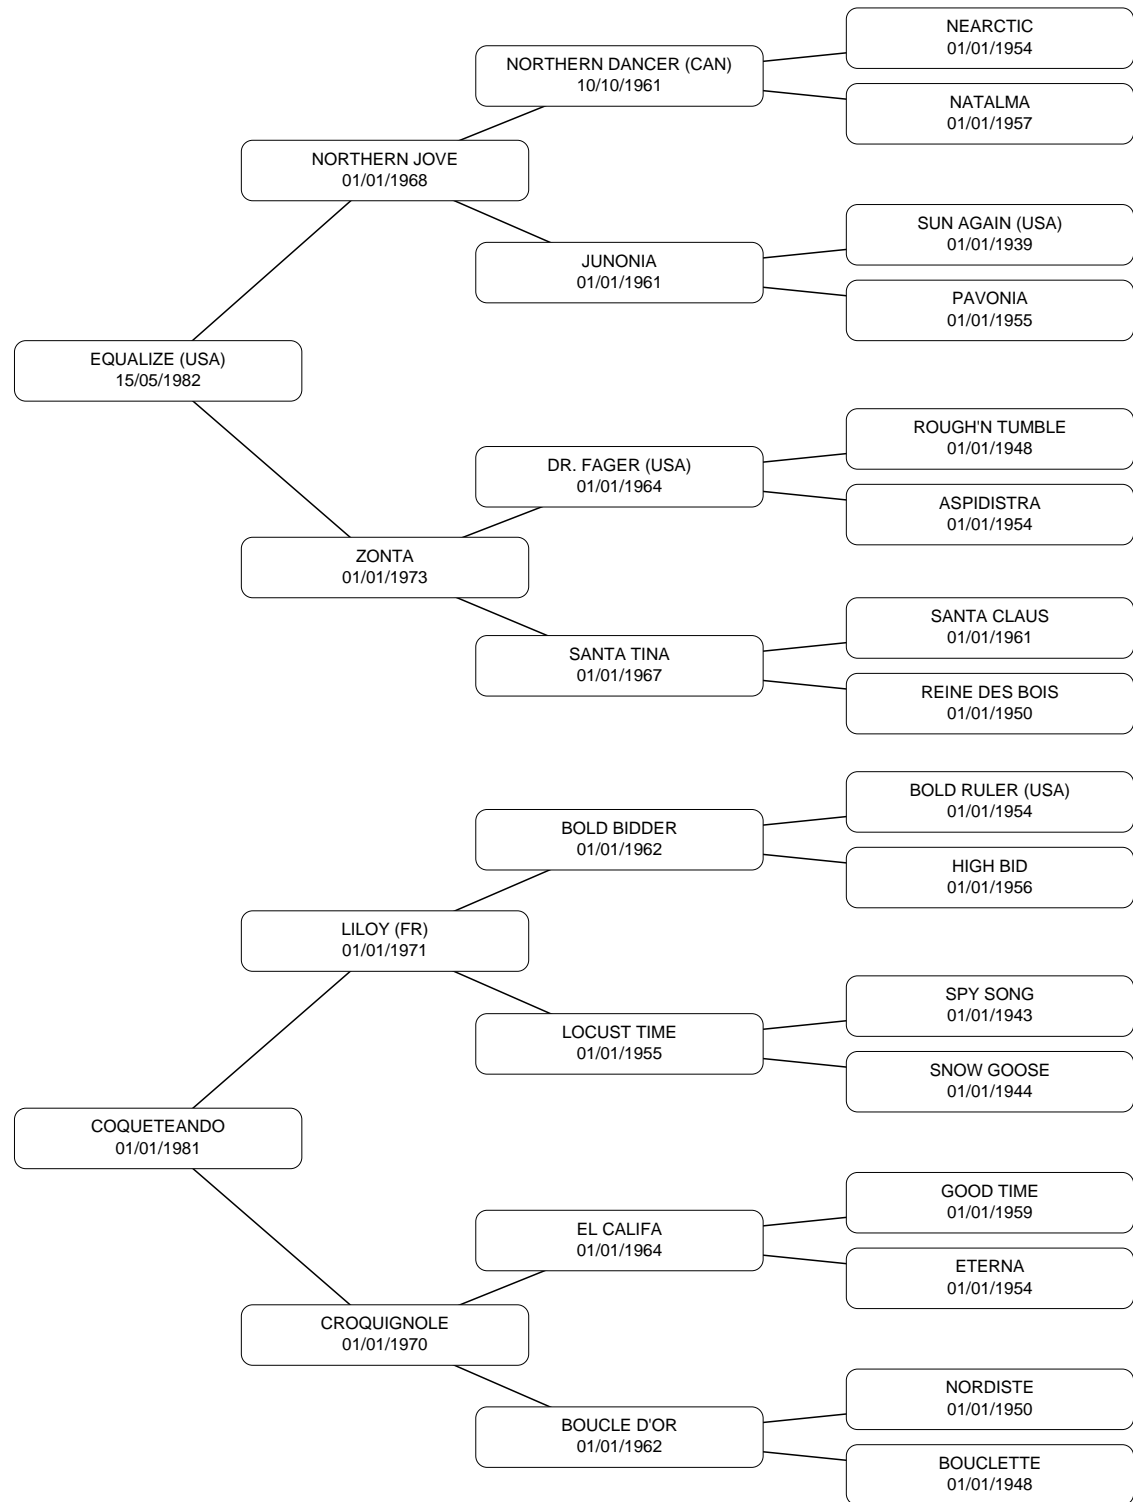 NEARCTIC
01/01/1954
NORTHERN DANCER (CAN)
10/10/1961
NATALMA
01/01/1957
NORTHERN JOVE
01/01/1968
SUN AGAIN (USA)
01/01/1939
JUNONIA
01/01/1961
PAVONIA
01/01/1955
EQUALIZE (USA)
15/05/1982
ROUGH'N TUMBLE
01/01/1948
DR. FAGER (USA)
01/01/1964
ASPIDISTRA
01/01/1954
ZONTA
01/01/1973
SANTA CLAUS
01/01/1961
SANTA TINA
01/01/1967
REINE DES BOIS
01/01/1950
BOLD RULER (USA)
01/01/1954
BOLD BIDDER
01/01/1962
HIGH BID
01/01/1956
LILOY (FR)
01/01/1971
SPY SONG
01/01/1943
LOCUST TIME
01/01/1955
SNOW GOOSE
01/01/1944
COQUETEANDO
01/01/1981
GOOD TIME
01/01/1959
EL CALIFA
01/01/1964
ETERNA
01/01/1954
CROQUIGNOLE
01/01/1970
NORDISTE
01/01/1950
BOUCLE D'OR
01/01/1962
BOUCLETTE
01/01/1948